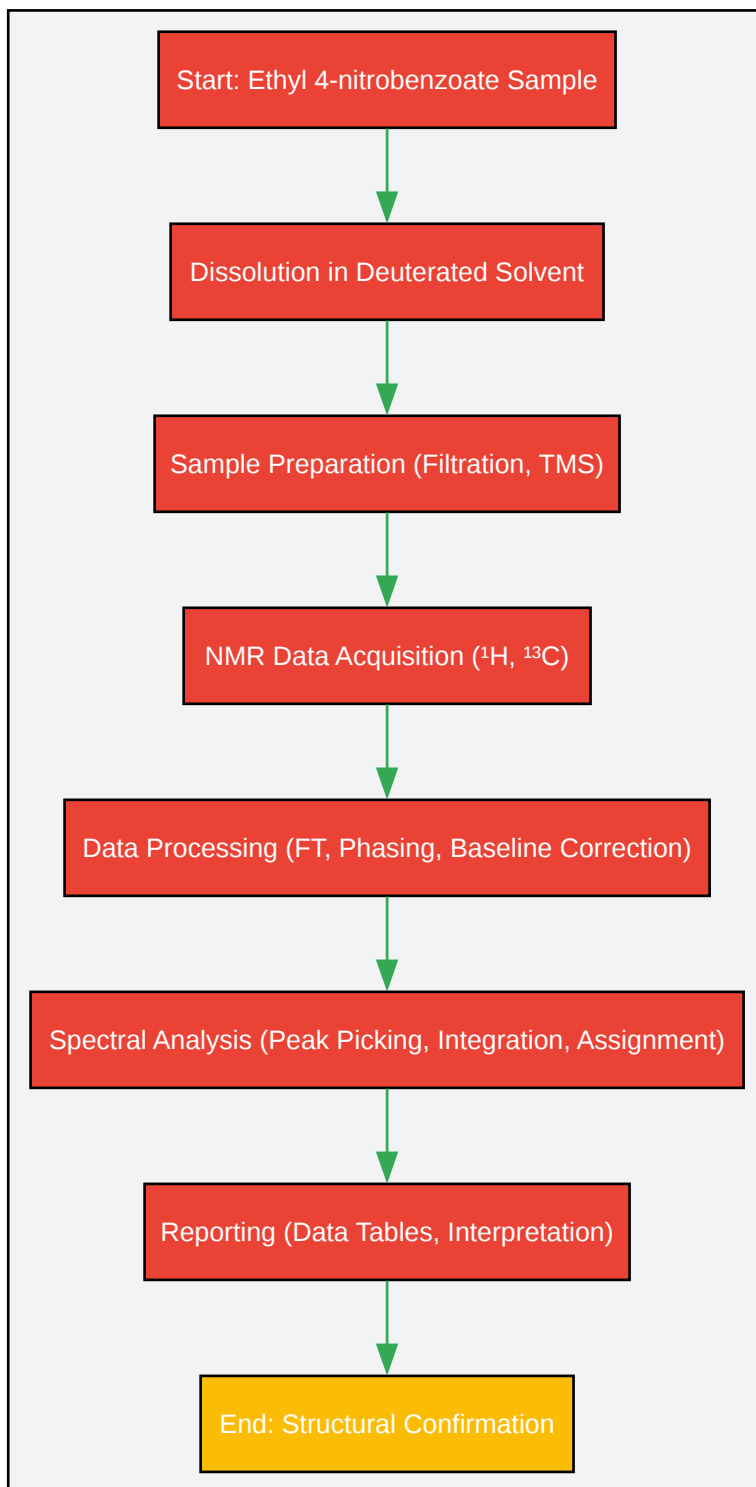 Start: Ethyl 4-nitrobenzoate Sample
Dissolution in Deuterated Solvent
Sample Preparation (Filtration, TMS)
NMR Data Acquisition (¹H, ¹³C)
Data Processing (FT, Phasing, Baseline Correction)
Spectral Analysis (Peak Picking, Integration, Assignment)
Reporting (Data Tables, Interpretation)
End: Structural Confirmation